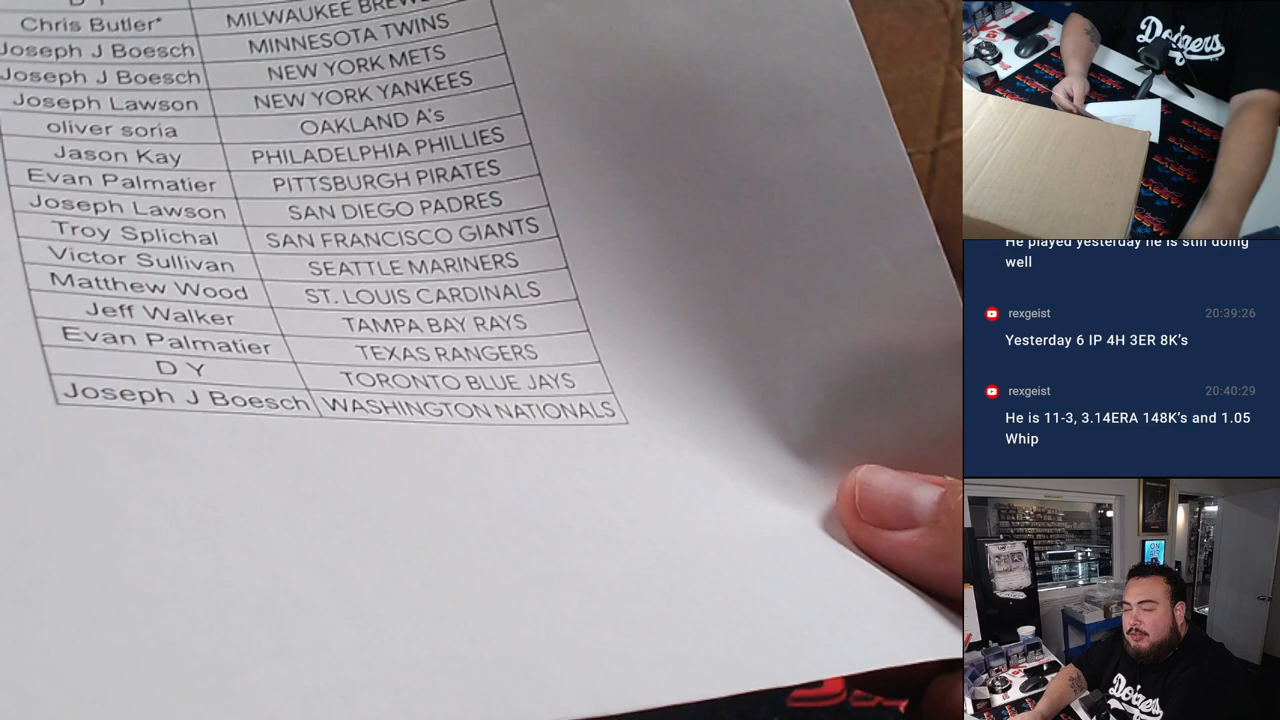 Chris Butler* MILWAUKEE
Joseph J Boesch MINNESOTA TWINS
Joseph J Boesch NEW YORK METS
Joseph Lawson NEW YORK YANKEES
oliver soria OAKLAND A's
Jason Kay PHILADELPHIA PHILLIES
Evan Palmatier PITTSBURGH PIRATES
Joseph Lawson SAN DIEGO PADRES
Troy Splichal SAN FRANCISCO GIANTS
Victor Sullivan SEATTLE MARINERS
Matthew Wood ST. LOUIS CARDINALS
Jeff Walker TAMPA BAY RAYS
Evan Palmatier TEXAS RANGERS
D Y TORONTO BLUE JAYS
Joseph J Boesch WASHINGTON NATIONALS
Dodgers
He played yesterday he is still doing
well
rexgeist 20:39:26
Yesterday 6 IP 4H 3ER 8K's
rexgeist 20:40:29
He is 11-3, 3.14ERA 148K's and 1.05
Whip
ON
AIR
Dodgers